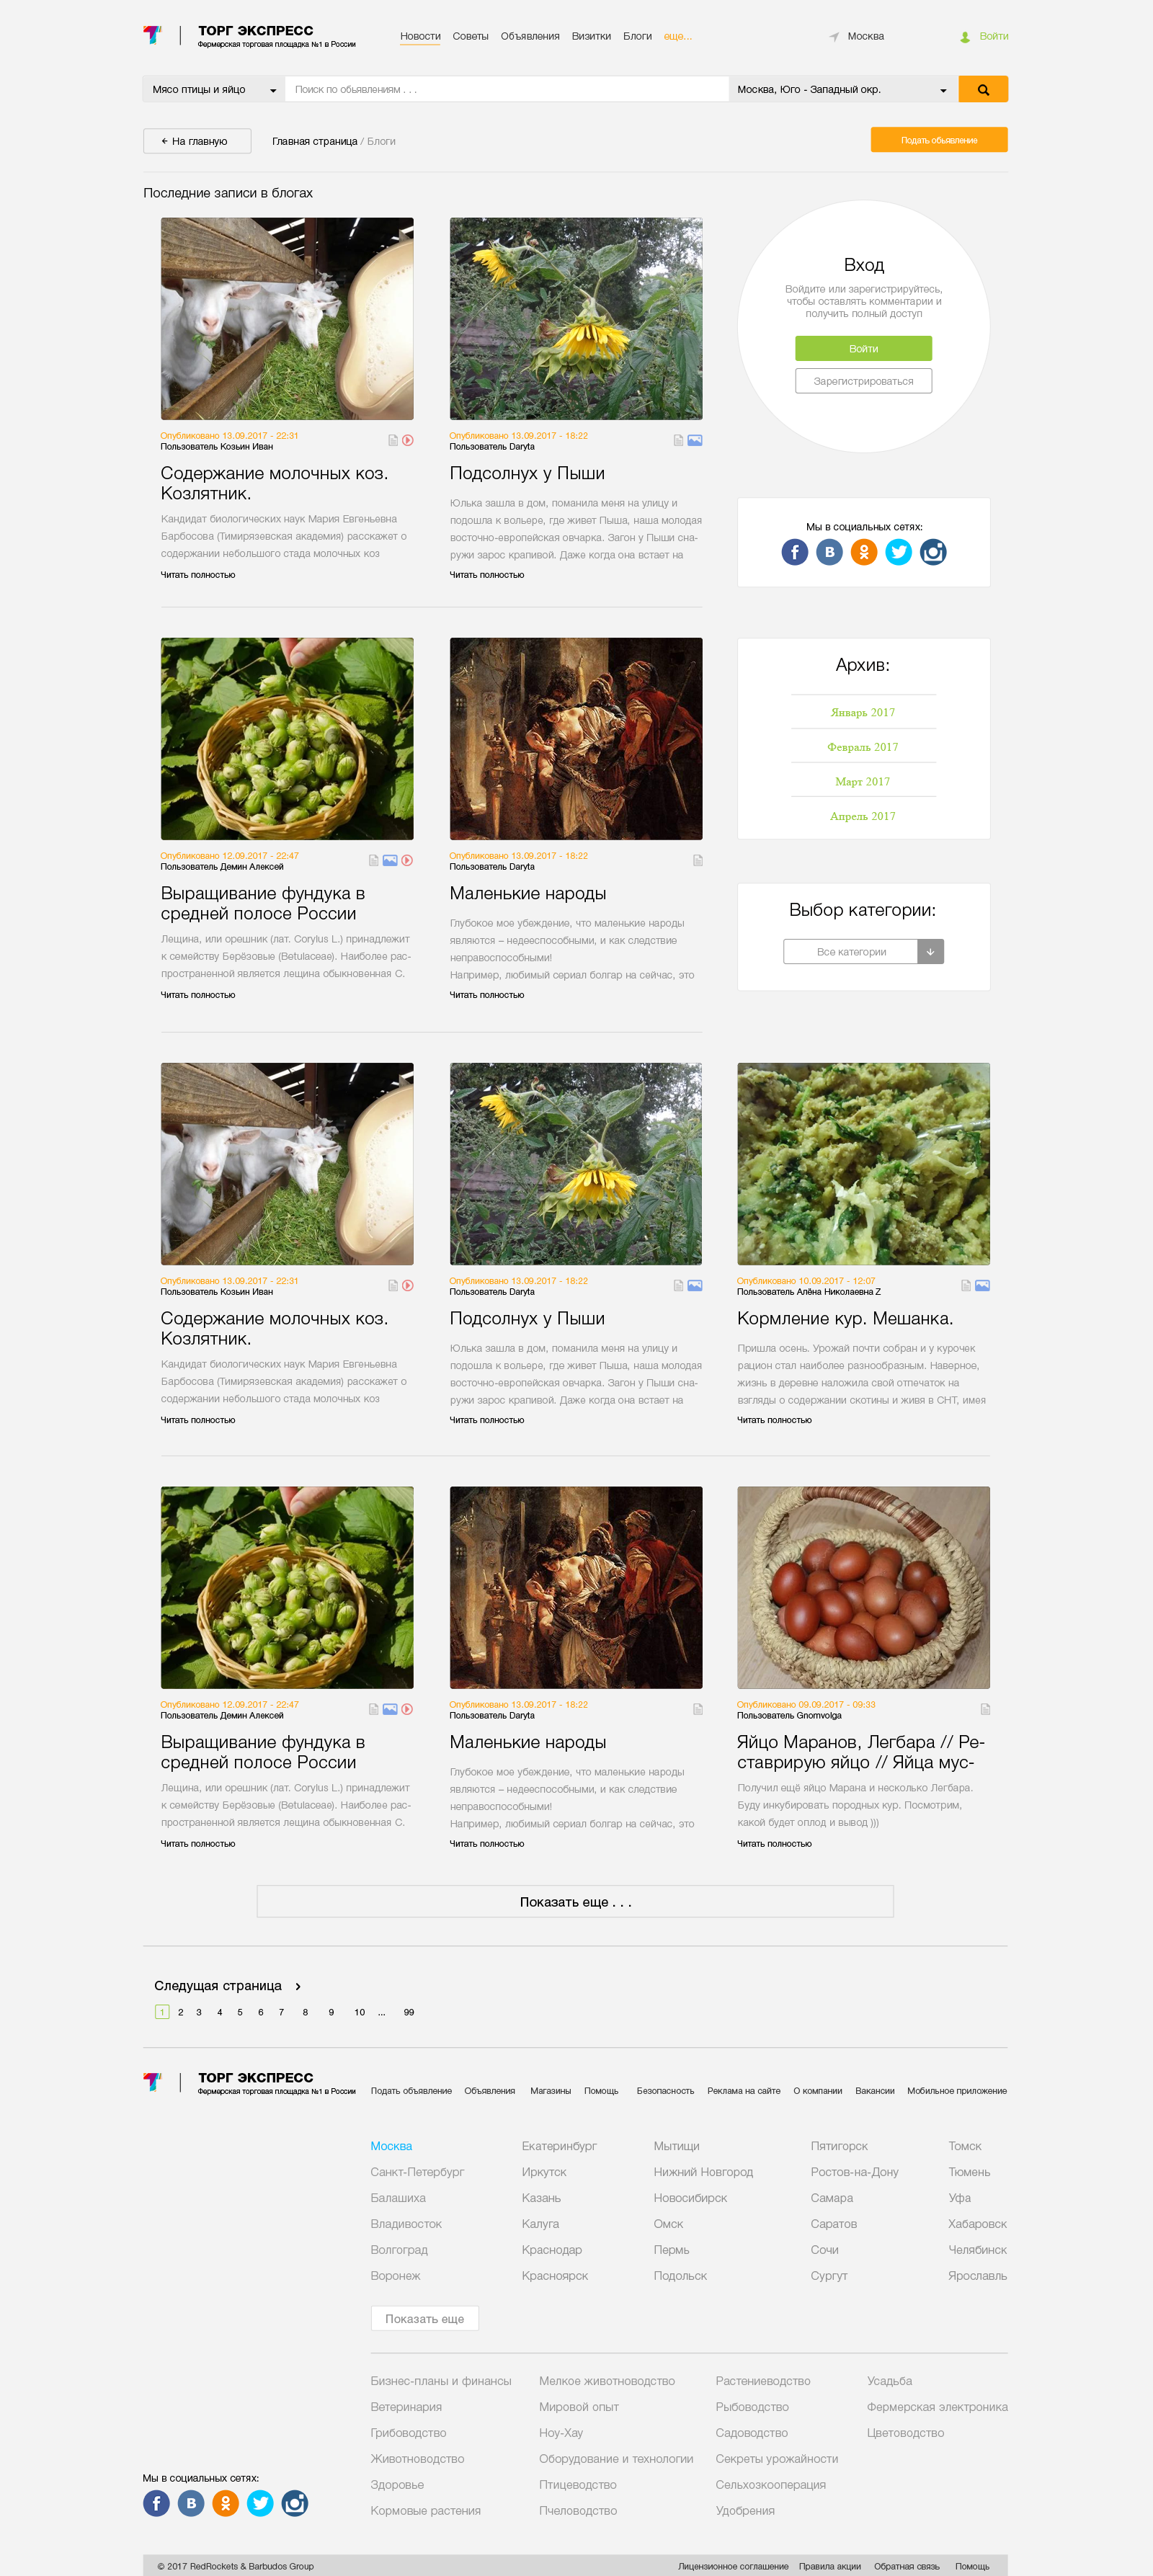 ТОРГ ЭКСПРЕСС
Фермерская торговая площадка №1 в России
Новости Советы Объявления Визитки Блоги еще...
Москва
Войти
Мясо птицы и яйцо
Поиск по объявлениям . . .
Москва, Юго - Западный окр.
На главную
Главная страница / Блоги
Подать объявление
Последние записи в блогах
Опубликовано 13.09.2017 - 22:31
Пользователь Козьин Иван
Содержание молочных коз.
Козлятник.
Кандидат биологических наук Мария Евгеньевна
Барбосова (Тимирязевская академия) расскажет о
содержании небольшого стада молочных коз
Читать полностью
Опубликовано 13.09.2017 - 18:22
Пользователь Daryta
Подсолнух у Пыши
Юлька зашла в дом, поманила меня на улицу и
подошла к вольере, где живет Пыша, наша молодая
восточно-европейская овчарка. Загон у Пыши сна-
ружи зарос крапивой. Даже когда она встает на
Читать полностью
Вход
Войдите или зарегистрируйтесь,
чтобы оставлять комментарии и
получить полный доступ
Войти
Зарегистрироваться
Мы в социальных сетях:
Опубликовано 12.09.2017 - 22:47
Пользователь Демин Алексей
Выращивание фундука в
средней полосе России
Лещина, или орешник (лат. Corylus L.) принадлежит
к семейству Берёзовые (Betulaceae). Наиболее рас-
пространенной является лещина обыкновенная C.
Читать полностью
Опубликовано 13.09.2017 - 18:22
Пользователь Daryta
Маленькие народы
Глубокое мое убеждение, что маленькие народы
являются – недееспособными, и как следствие
неправоспособными!
Например, любимый сериал болгар на сейчас, это
Читать полностью
Архив:
Январь 2017
Февраль 2017
Март 2017
Апрель 2017
Выбор категории:
Все категории
Опубликовано 13.09.2017 - 22:31
Пользователь Козьин Иван
Содержание молочных коз.
Козлятник.
Кандидат биологических наук Мария Евгеньевна
Барбосова (Тимирязевская академия) расскажет о
содержании небольшого стада молочных коз
Читать полностью
Опубликовано 13.09.2017 - 18:22
Пользователь Daryta
Подсолнух у Пыши
Юлька зашла в дом, поманила меня на улицу и
подошла к вольере, где живет Пыша, наша молодая
восточно-европейская овчарка. Загон у Пыши сна-
ружи зарос крапивой. Даже когда она встает на
Читать полностью
Опубликовано 10.09.2017 - 12:07
Пользователь Алёна Николаевна Z
Кормление кур. Мешанка.
Пришла осень. Урожай почти собран и у курочек
рацион стал наиболее разнообразным. Наверное,
жизнь в деревне наложила свой отпечаток на
взгляды о содержании скотины и живя в СНТ, имея
Читать полностью
Опубликовано 12.09.2017 - 22:47
Пользователь Демин Алексей
Выращивание фундука в
средней полосе России
Лещина, или орешник (лат. Corylus L.) принадлежит
к семейству Берёзовые (Betulaceae). Наиболее рас-
пространенной является лещина обыкновенная C.
Читать полностью
Опубликовано 13.09.2017 - 18:22
Пользователь Daryta
Маленькие народы
Глубокое мое убеждение, что маленькие народы
являются – недееспособными, и как следствие
неправоспособными!
Например, любимый сериал болгар на сейчас, это
Читать полностью
Опубликовано 09.09.2017 - 09:33
Пользователь Gnomvolga
Яйцо Маранов, Легбара // Ре-
ставрирую яйцо // Яйца мус-
Получил ещё яйцо Марана и несколько Легбара.
Буду инкубировать породных кур. Посмотрим,
какой будет оплод и вывод )))
Читать полностью
Показать еще . . .
Следущая страница
1 2 3 4 5 6 7 8 9 10 ... 99
ТОРГ ЭКСПРЕСС
Фермерская торговая площадка №1 в России
Подать объявление Объявления Магазины Помощь Безопасность Реклама на сайте О компании Вакансии Мобильное приложение
Москва Екатеринбург Мытищи Пятигорск Томск
Санкт-Петербург Иркутск Нижний Новгород Ростов-на-Дону Тюмень
Балашиха Казань Новосибирск Самара Уфа
Владивосток Калуга Омск Саратов Хабаровск
Волгоград Краснодар Пермь Сочи Челябинск
Воронеж Красноярск Подольск Сургут Ярославль
Показать еще
Бизнес-планы и финансы Мелкое животноводство Растениеводство Усадьба
Ветеринария Мировой опыт Рыбоводство Фермерская электроника
Грибоводство Ноу-Хау Садоводство Цветоводство
Животноводство Оборудование и технологии Секреты урожайности
Здоровье Птицеводство Сельхозкооперация
Кормовые растения Пчеловодство Удобрения
Мы в социальных сетях:
© 2017 RedRockets & Barbudos Group
Лицензионное соглашение Правила акции Обратная связь Помощь